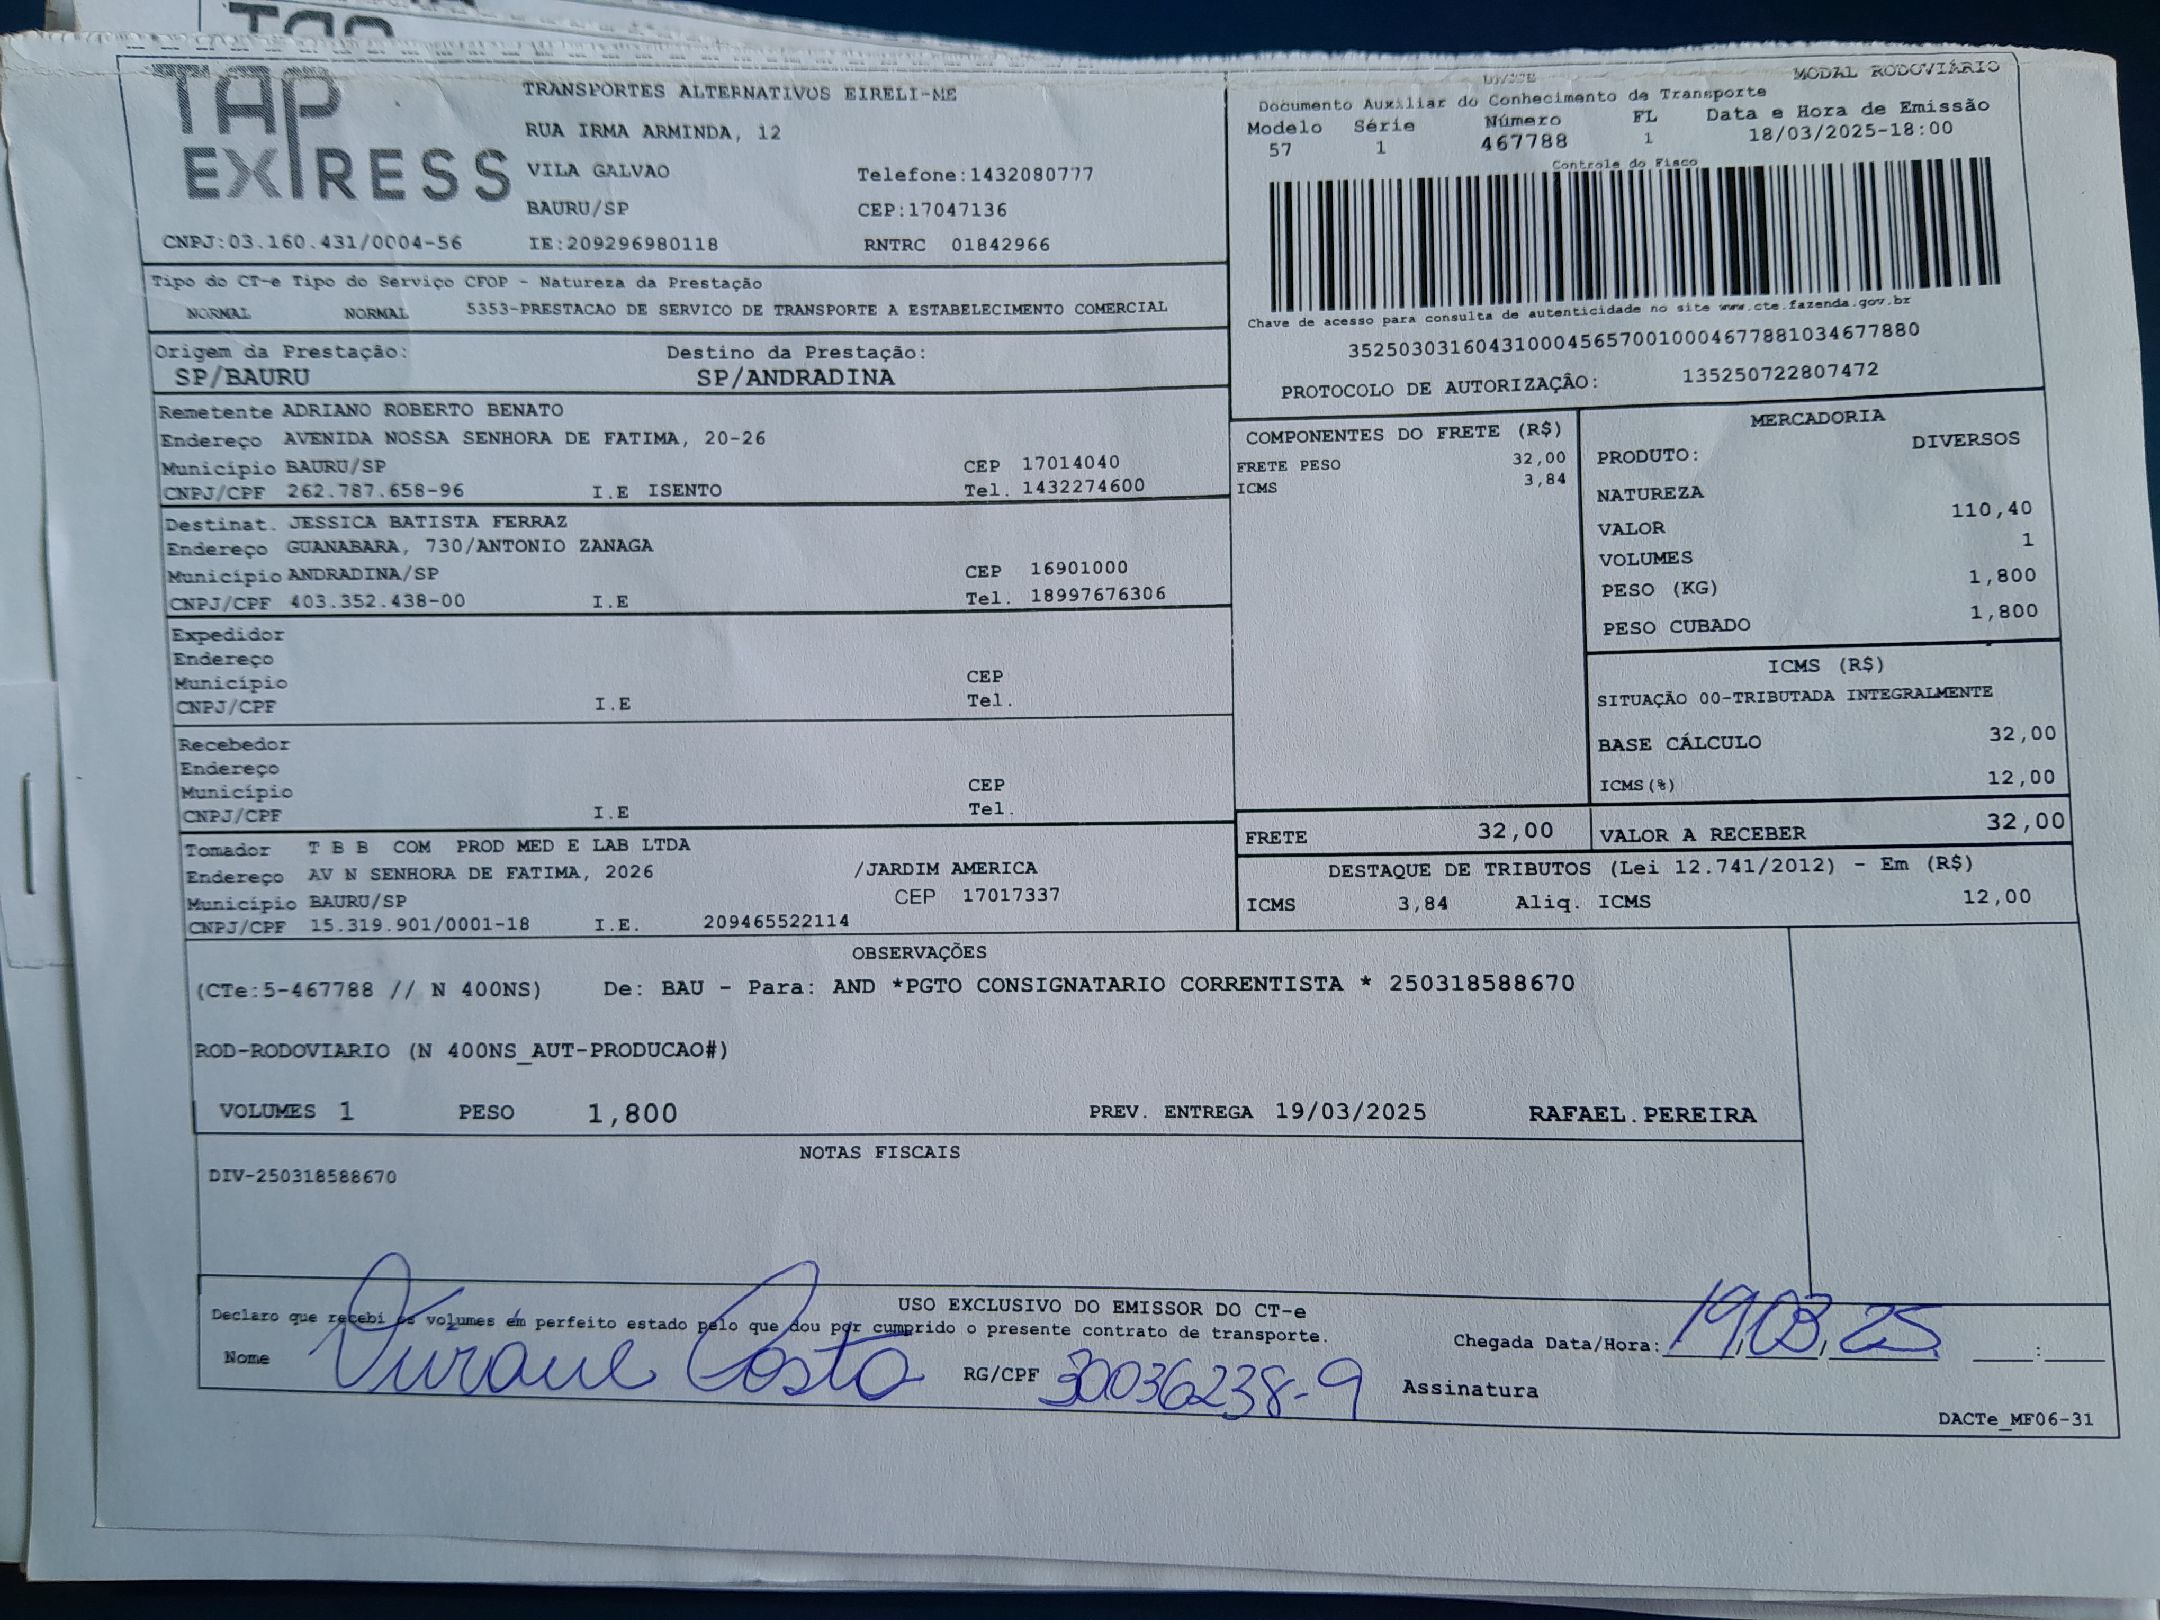 TAP
EXPRESS
TRANSPORTES ALTERNATIVOS EIRELI-ME
RUA IRMA ARMINDA, 12
VILA GALVAO Telefone:1432080777
BAURU/SP CEP:17047136
CNPJ:03.160.431/0004-56 IE:209296980118 RNTRC 01842966
MODAL RODOVIÁRIO
Documento Auxiliar do Conhecimento de Transporte
Modelo Série Número FL Data e Hora de Emissão
57 1 467788 1 18/03/2025-18:00
Controle do Fisco
Chave de acesso para consulta de autenticidade no site www.cte.fazenda.gov.br
35250303160431000456570010004677881034677880
PROTOCOLO DE AUTORIZAÇÃO: 135250722807472
Tipo do CT-e Tipo do Serviço CFOP - Natureza da Prestação
NORMAL NORMAL 5353-PRESTACAO DE SERVICO DE TRANSPORTE A ESTABELECIMENTO COMERCIAL
Origem da Prestação: Destino da Prestação:
SP/BAURU SP/ANDRADINA
Remetente ADRIANO ROBERTO BENATO
Endereço AVENIDA NOSSA SENHORA DE FATIMA, 20-26
Município BAURU/SP CEP 17014040
CNPJ/CPF 262.787.658-96 I.E ISENTO Tel. 1432274600
Destinat. JESSICA BATISTA FERRAZ
Endereço GUANABARA, 730/ANTONIO ZANAGA
Município ANDRADINA/SP CEP 16901000
CNPJ/CPF 403.352.438-00 I.E Tel. 18997676306
Expedidor
Endereço
Município CEP
CNPJ/CPF I.E Tel.
Recebedor
Endereço
Município CEP
CNPJ/CPF I.E Tel.
Tomador T B B COM PROD MED E LAB LTDA
Endereço AV N SENHORA DE FATIMA, 2026 /JARDIM AMERICA
Município BAURU/SP CEP 17017337
CNPJ/CPF 15.319.901/0001-18 I.E. 209465522114
COMPONENTES DO FRETE (R$)
FRETE PESO 32,00
ICMS 3,84
MERCADORIA
PRODUTO: DIVERSOS
NATUREZA
VALOR 110,40
VOLUMES 1
PESO (KG) 1,800
PESO CUBADO 1,800
ICMS (R$)
SITUAÇÃO 00-TRIBUTADA INTEGRALMENTE
BASE CÁLCULO 32,00
ICMS(%) 12,00
FRETE 32,00 VALOR A RECEBER 32,00
DESTAQUE DE TRIBUTOS (Lei 12.741/2012) - Em (R$)
ICMS 3,84 Aliq. ICMS 12,00
OBSERVAÇÕES
(CTe:5-467788 // N 400NS) De: BAU - Para: AND *PGTO CONSIGNATARIO CORRENTISTA * 250318588670
ROD-RODOVIARIO (N 400NS_AUT-PRODUCAO#)
VOLUMES 1 PESO 1,800 PREV. ENTREGA 19/03/2025 RAFAEL.PEREIRA
NOTAS FISCAIS
DIV-250318588670
USO EXCLUSIVO DO EMISSOR DO CT-e
Declaro que recebi os volumes em perfeito estado pelo que dou por cumprido o presente contrato de transporte.
Chegada Data/Hora: 19,03,25 :
Nome Costa RG/CPF 30036238-9 Assinatura
DACTe_MF06-31